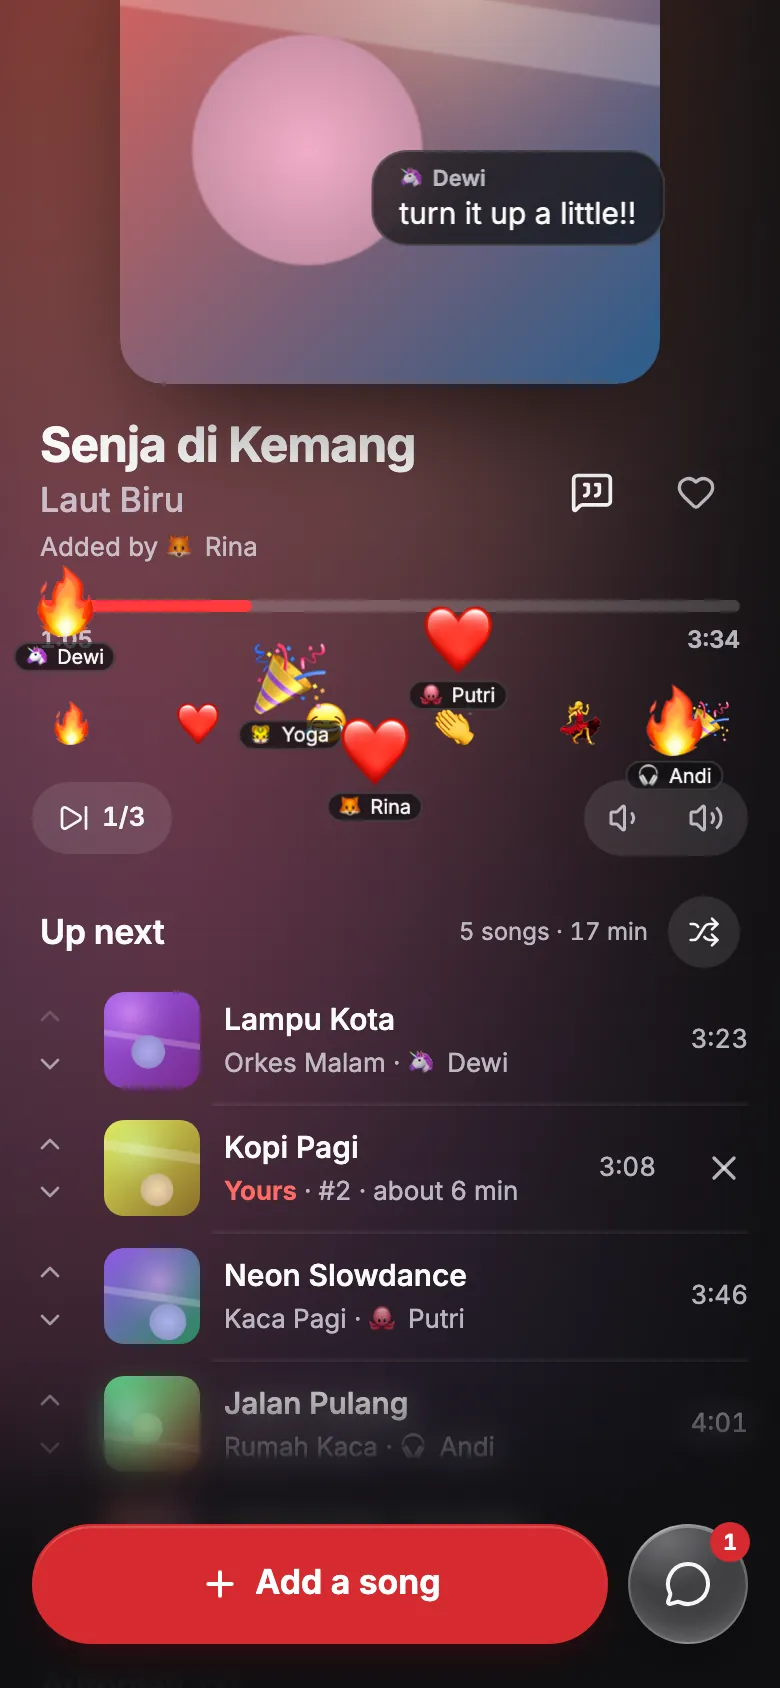 Dewi
turn it up a little!!
Senja di Kemang
Laut Biru
Added by Rina
1:05
3:34
Dewi
Putri
Yoga
Andi
Rina
1/3
Up next
5 songs · 17 min
Lampu Kota
3:23
Orkes Malam · Dewi
Kopi Pagi
3:08
Yours · #2 · about 6 min
Neon Slowdance
3:46
Kaca Pagi · Putri
Jalan Pulang
4:01
Rumah Kaca · Andi
Add a song
1